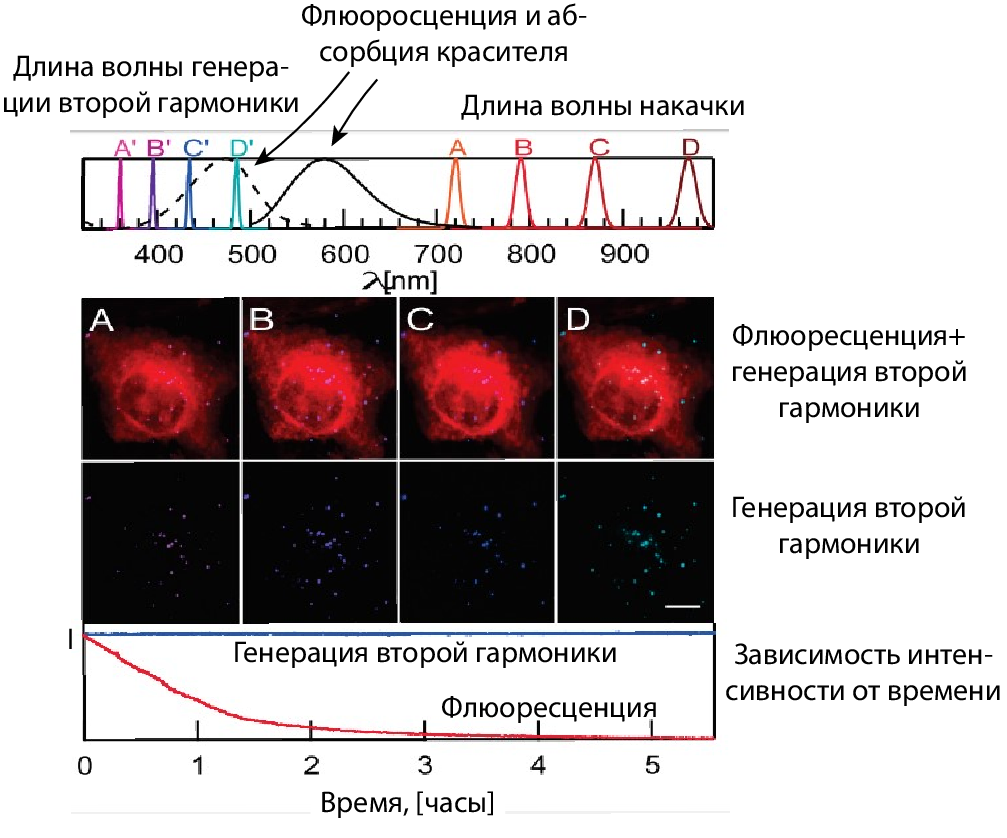 Флюоросценция и аб-
сорбция красителя
Длина волны генера-
ции второй гармоники
Длина волны накачки
A' B' C' D' A B C D
400 500 600 700 800 900
λ[nm]
A B C D
Флюоресценция+
генерация второй
гармоники
Генерация второй
гармоники
I
Генерация второй гармоники
Флюоресценция
Зависимость интен-
сивности от времени
0 1 2 3 4 5
Время, [часы]